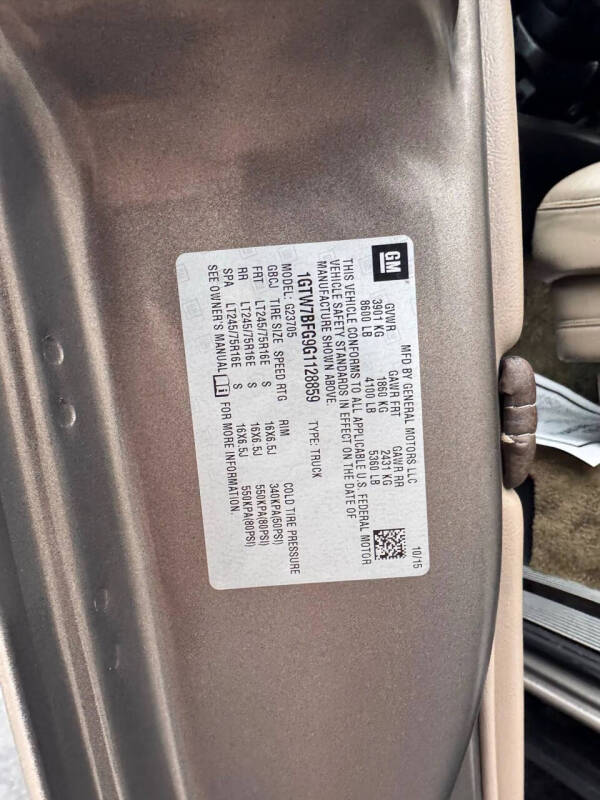 GM
MFD BY GENERAL MOTORS LLC
10/15
GVWR GAWR FRT GAWR RR
3901 KG 1860 KG 2431 KG
8600 LB 4100 LB 5360 LB
THIS VEHICLE CONFORMS TO ALL APPLICABLE U.S. FEDERAL MOTOR
VEHICLE SAFETY STANDARDS IN EFFECT ON THE DATE OF
MANUFACTURE SHOWN ABOVE.
1GTW7BFG9G1128859 TYPE: TRUCK
MODEL: G23705
GBCJ TIRE SIZE SPEED RTG RIM COLD TIRE PRESSURE
FRT LT245/75R16E S 16X6.5J 340KPA(50PSI)
RR LT245/75R16E S 16X6.5J 550KPA(80PSI)
SPA LT245/75R16E S 16X6.5J 550KPA(80PSI)
SEE OWNER'S MANUAL FOR MORE INFORMATION.